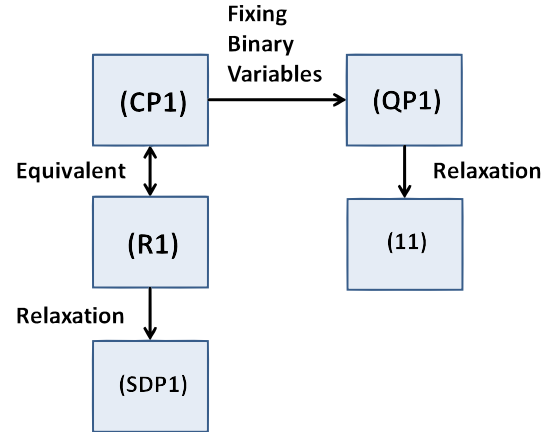 Fixing
Binary
Variables
(CP1)
(QP1)
Equivalent
Relaxation
(R1)
(11)
Relaxation
(SDP1)